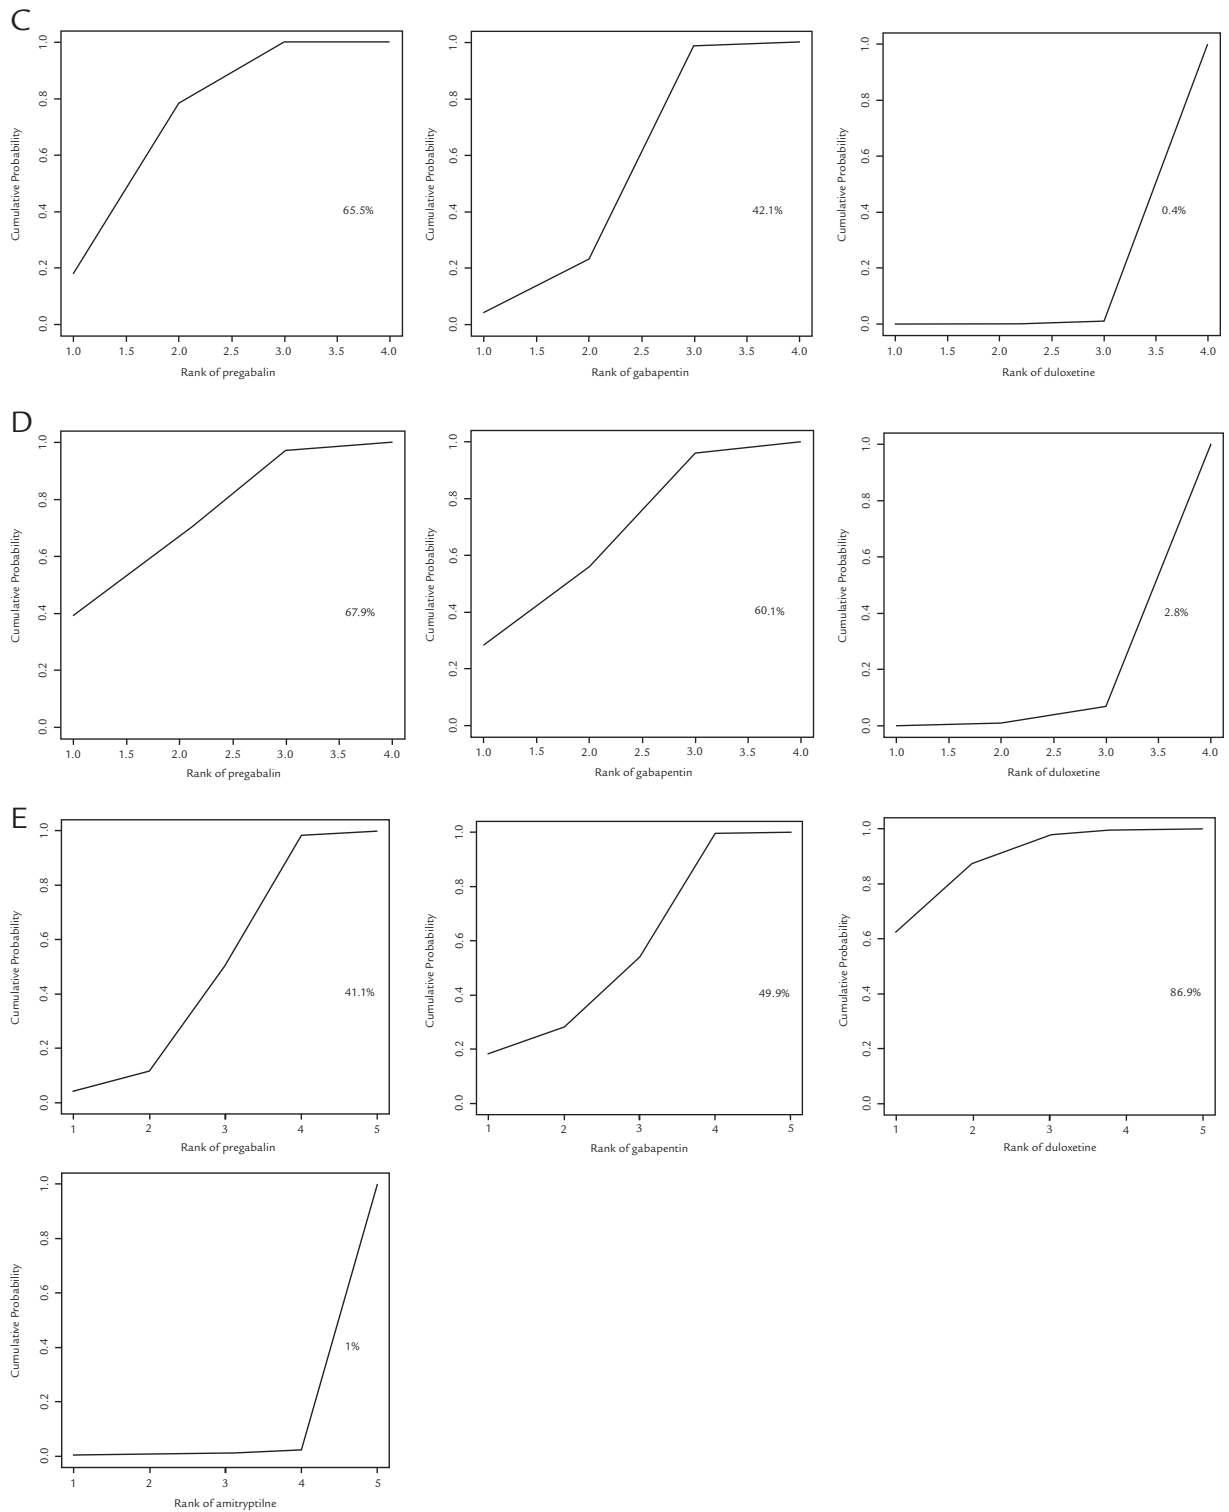 C
1.0
0.8
0.6
0.4
0.2
0.0
Cumulative Probability
65.5%
1.0 1.5 2.0 2.5 3.0 3.5 4.0
Rank of pregabalin
1.0
0.8
0.6
0.4
0.2
0.0
Cumulative Probability
42.1%
1.0 1.5 2.0 2.5 3.0 3.5 4.0
Rank of gabapentin
1.0
0.8
0.6
0.4
0.2
0.0
Cumulative Probability
0.4%
1.0 1.5 2.0 2.5 3.0 3.5 4.0
Rank of duloxetine
D
1.0
0.8
0.6
0.4
0.2
0.0
Cumulative Probability
67.9%
1.0 1.5 2.0 2.5 3.0 3.5 4.0
Rank of pregabalin
1.0
0.8
0.6
0.4
0.2
0.0
Cumulative Probability
60.1%
1.0 1.5 2.0 2.5 3.0 3.5 4.0
Rank of gabapentin
1.0
0.8
0.6
0.4
0.2
0.0
Cumulative Probability
2.8%
1.0 1.5 2.0 2.5 3.0 3.5 4.0
Rank of duloxetine
E
1.0
0.8
0.6
0.4
0.2
0.0
Cumulative Probability
41.1%
1 2 3 4 5
Rank of pregabalin
1.0
0.8
0.6
0.4
0.2
0.0
Cumulative Probability
49.9%
1 2 3 4 5
Rank of gabapentin
1.0
0.8
0.6
0.4
0.2
0.0
Cumulative Probability
86.9%
1 2 3 4 5
Rank of duloxetine
1.0
0.8
0.6
0.4
0.2
0.0
Cumulative Probability
1%
1 2 3 4 5
Rank of amitryptilne